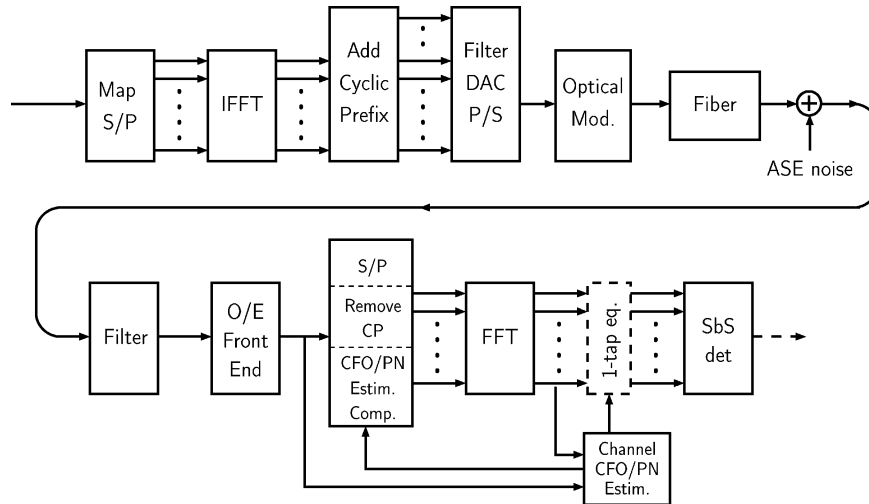 Map
S/P
IFFT
Add
Cyclic
Prefix
Filter
DAC
P/S
Optical
Mod.
Fiber
ASE noise
Filter
O/E
Front
End
S/P
Remove
CP
CFO/PN
Estim.
Comp.
FFT
1-tap eq.
SbS
det
Channel
CFO/PN
Estim.